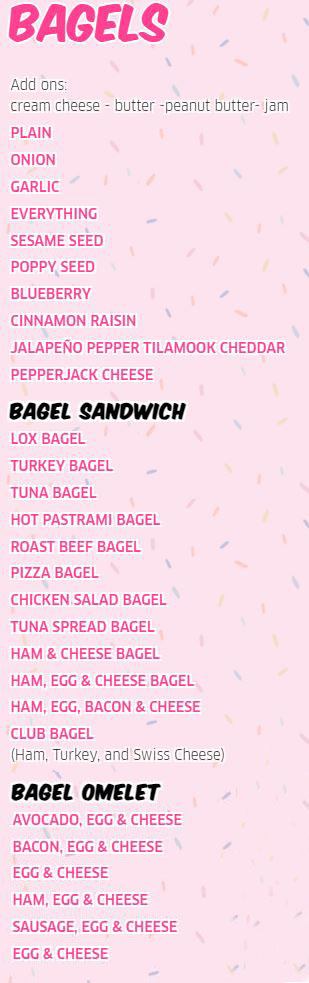 BAGELS
Add ons:
cream cheese - butter -peanut butter- jam
PLAIN
ONION
GARLIC
EVERYTHING
SESAME SEED
POPPY SEED
BLUEBERRY
CINNAMON RAISIN
JALAPEÑO PEPPER TILAMOOK CHEDDAR
PEPPERJACK CHEESE
BAGEL SANDWICH
LOX BAGEL
TURKEY BAGEL
TUNA BAGEL
HOT PASTRAMI BAGEL
ROAST BEEF BAGEL
PIZZA BAGEL
CHICKEN SALAD BAGEL
TUNA SPREAD BAGEL
HAM & CHEESE BAGEL
HAM, EGG & CHEESE BAGEL
HAM, EGG, BACON & CHEESE
CLUB BAGEL
(Ham, Turkey, and Swiss Cheese)
BAGEL OMELET
AVOCADO, EGG & CHEESE
BACON, EGG & CHEESE
EGG & CHEESE
HAM, EGG & CHEESE
SAUSAGE, EGG & CHEESE
EGG & CHEESE